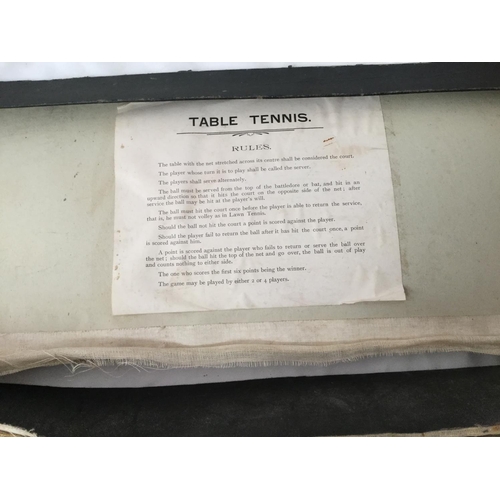 TABLE TENNIS.
RULES.
The table with the net stretched across its centre shall be considered the court.
The player whose turn it is to play shall be called the server.
The players shall serve alternately.
The ball must be served from the top of the battledore or bat, and hit in an
upward direction so that it hits the court on the opposite side of the net: after
service the ball may be hit at the player's will.
The ball must hit the court once before the player is able to return the service,
that is, he must not volley as in Lawn Tennis.
Should the ball not hit the court a point is scored against the player.
Should the player fail to return the ball after it has hit the court once, a point
is scored against him.
A point is scored against the player who fails to return or serve the ball over
the net; should the ball hit the top of the net and go over, the ball is out of play
and counts nothing to either side.
The one who scores the first six points being the winner.
The game may be played by either 2 or 4 players.